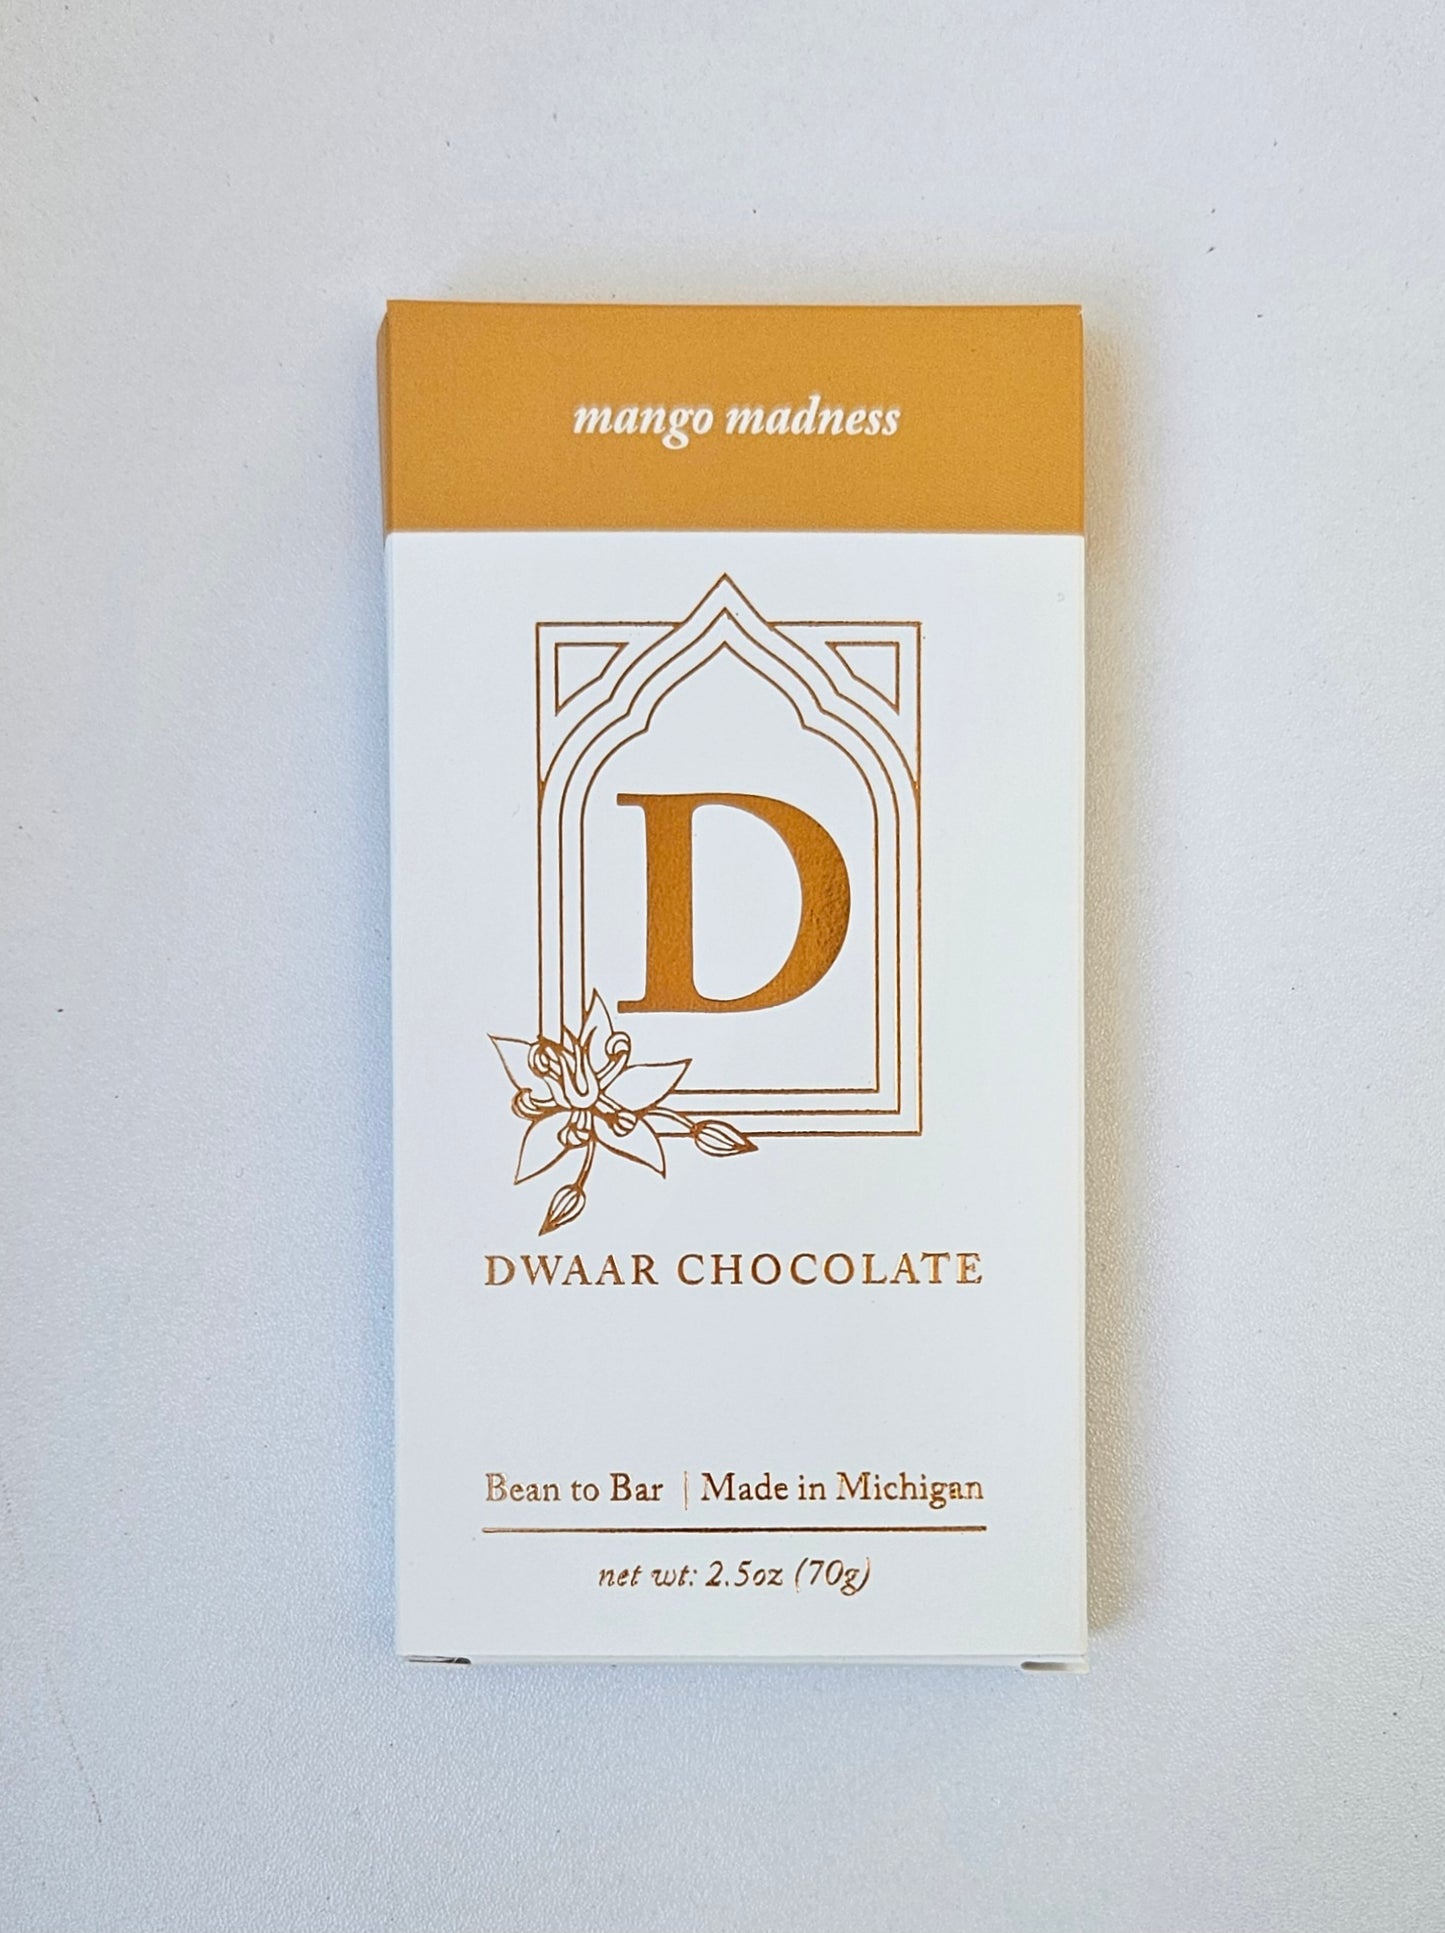 mango madness
D
DWAAR CHOCOLATE
Bean to Bar | Made in Michigan
net wt: 2.5oz (70g)